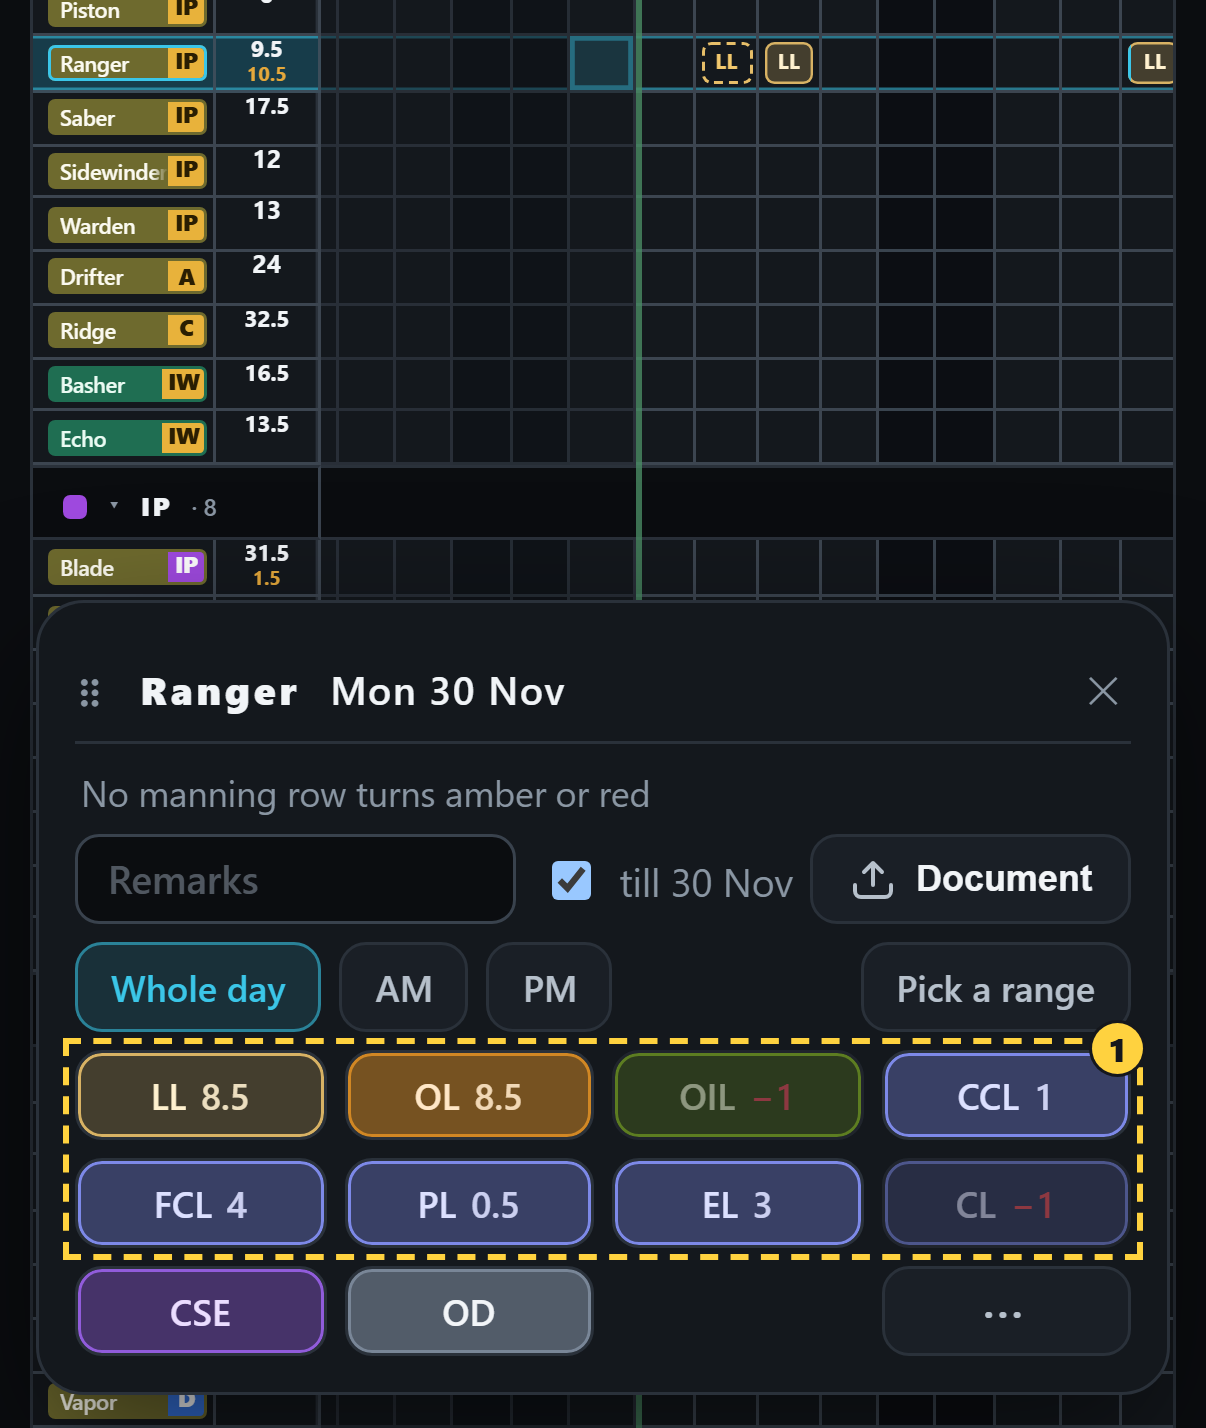 Piston IP
Ranger IP 9.5 LL LL LL
10.5
Saber IP 17.5
Sidewinder IP 12
Warden IP 13
Drifter A 24
Ridge C 32.5
Basher IW 16.5
Echo IW 13.5
▾ IP · 8
Blade IP 31.5
1.5
Ranger Mon 30 Nov
No manning row turns amber or red
Remarks till 30 Nov Document
Whole day AM PM Pick a range
1
LL 8.5 OL 8.5 OIL −1 CCL 1
FCL 4 PL 0.5 EL 3 CL −1
CSE OD ...
Vapor